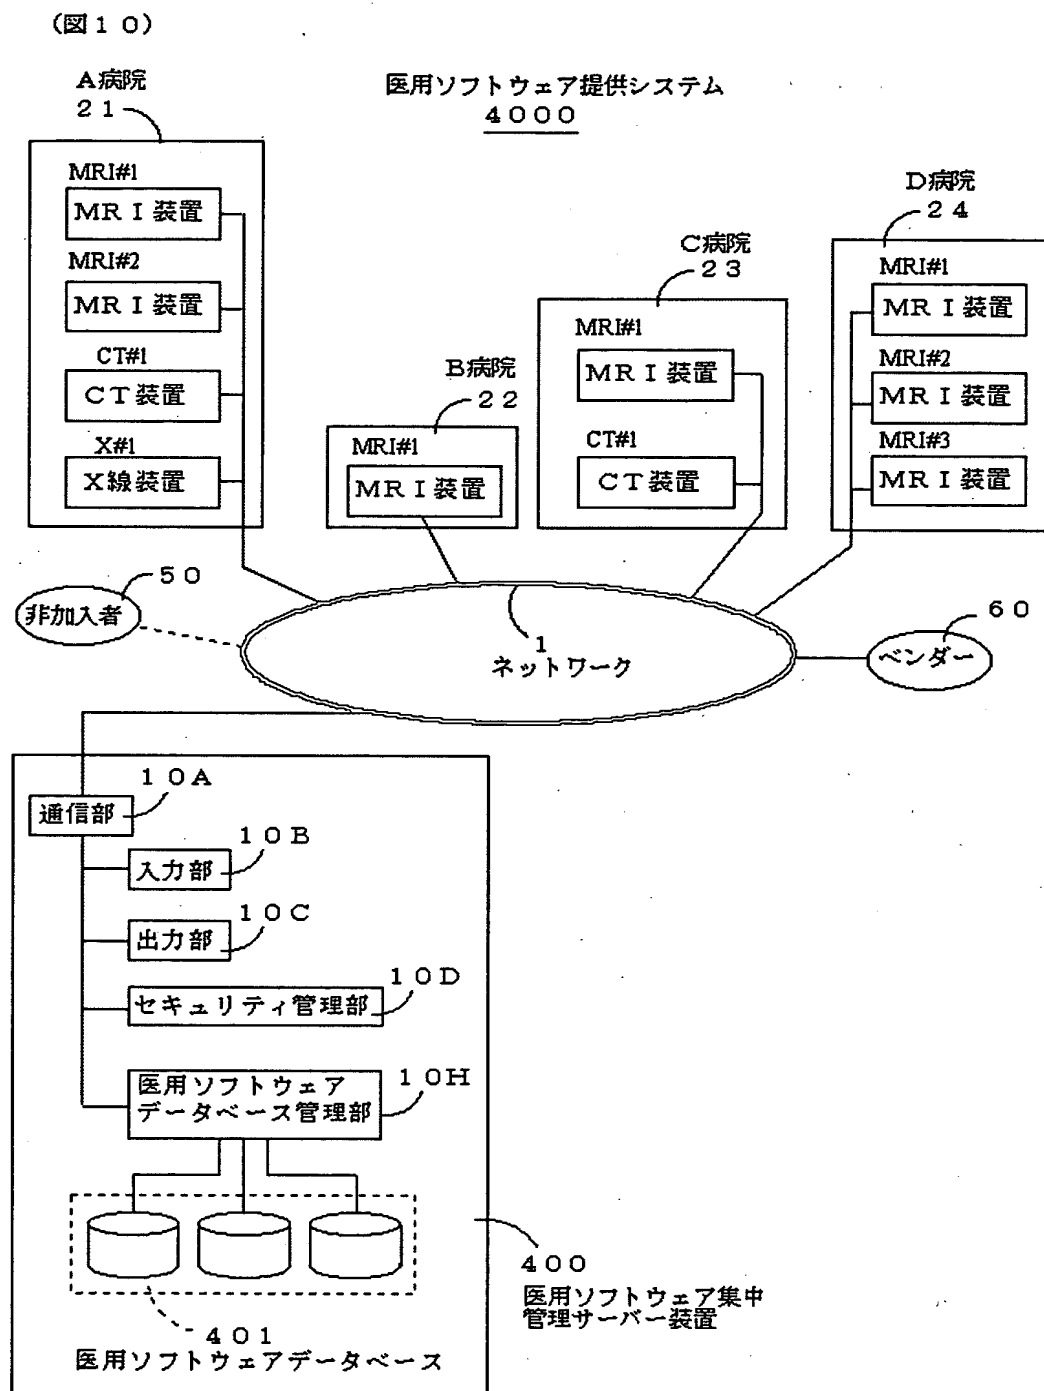 (図10)
医用ソフトウェア提供システム
4000
A病院
21
MRI#1
MRI装置
MRI#2
MRI装置
CT#1
CT装置
X#1
X線装置
B病院
22
MRI#1
MRI装置
C病院
23
MRI#1
MRI装置
CT#1
CT装置
D病院
24
MRI#1
MRI装置
MRI#2
MRI装置
MRI#3
MRI装置
50
非加入者
1
ネットワーク
60
ベンダー
10A
通信部
10B
入力部
10C
出力部
10D
セキュリティ管理部
10H
医用ソフトウェア
データベース管理部
400
医用ソフトウェア集中
管理サーバー装置
401
医用ソフトウェアデータベース